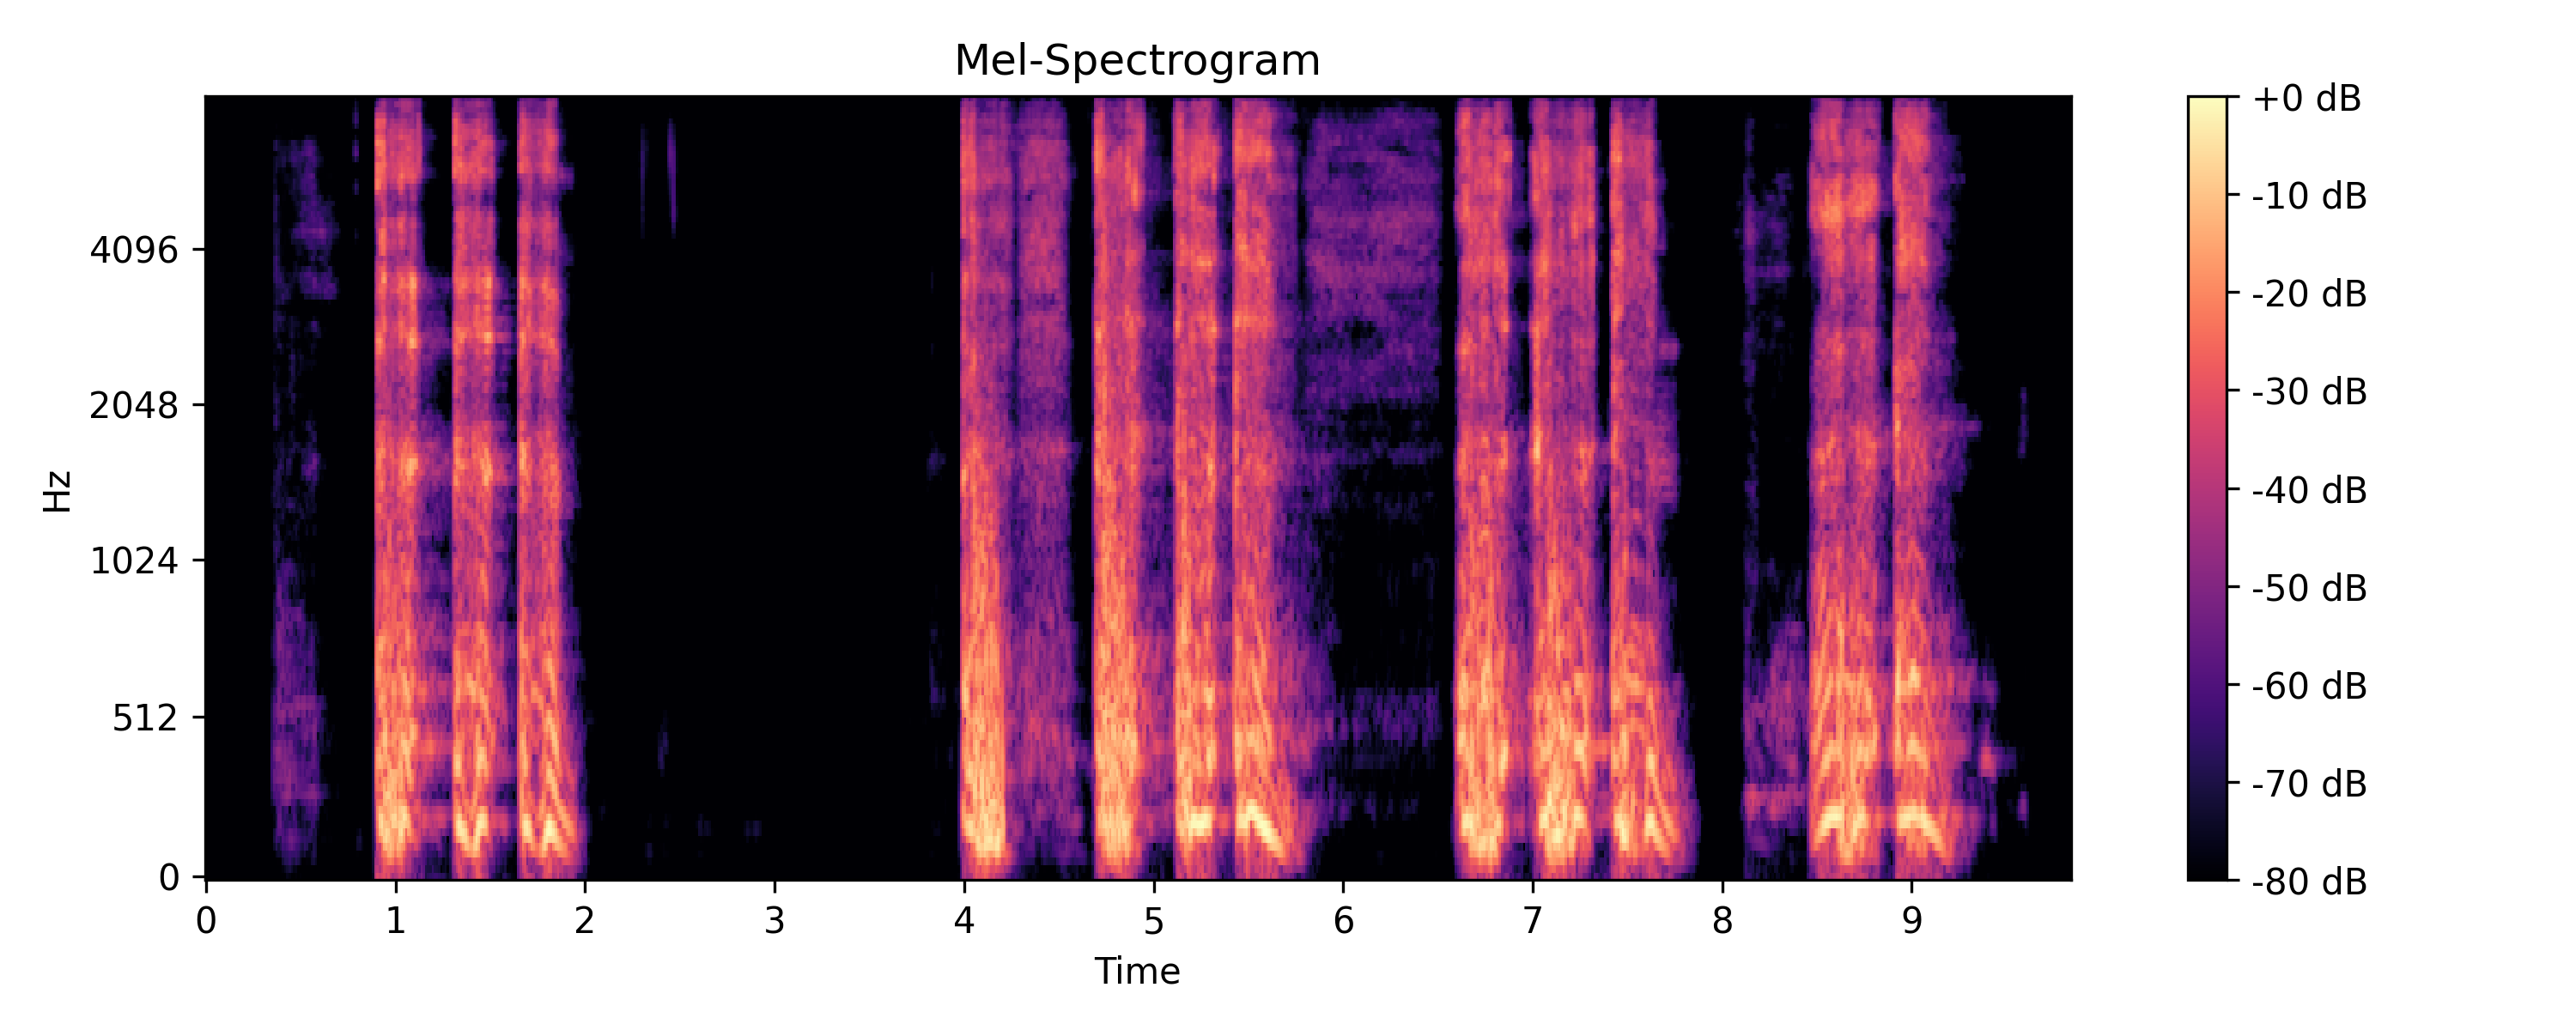 Mel-Spectrogram
+0 dB
-10 dB
-20 dB
-30 dB
-40 dB
-50 dB
-60 dB
-70 dB
-80 dB
Hz
4096
2048
1024
512
0
0 1 2 3 4 5 6 7 8 9
Time